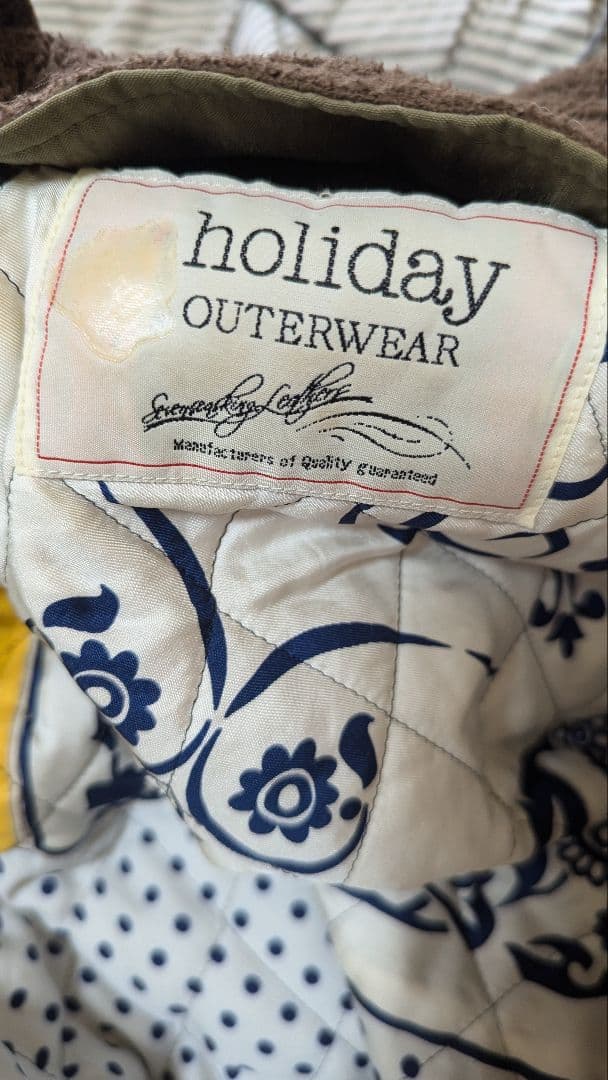 holiday
OUTERWEAR
Manufacturers of Quality guaranteed